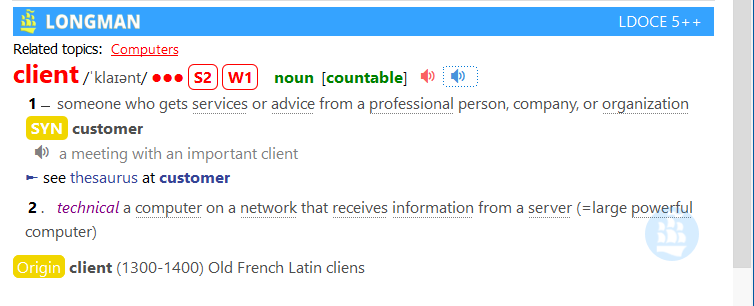 LONGMAN LDOCE 5++
Related topics: Computers
client /ˈklaɪənt/ ●●● S2 W1 noun [countable]
1 – someone who gets services or advice from a professional person, company, or organization
SYN customer
a meeting with an important client
➼ see thesaurus at customer
2 . technical a computer on a network that receives information from a server (=large powerful
computer)
Origin client (1300-1400) Old French Latin cliens